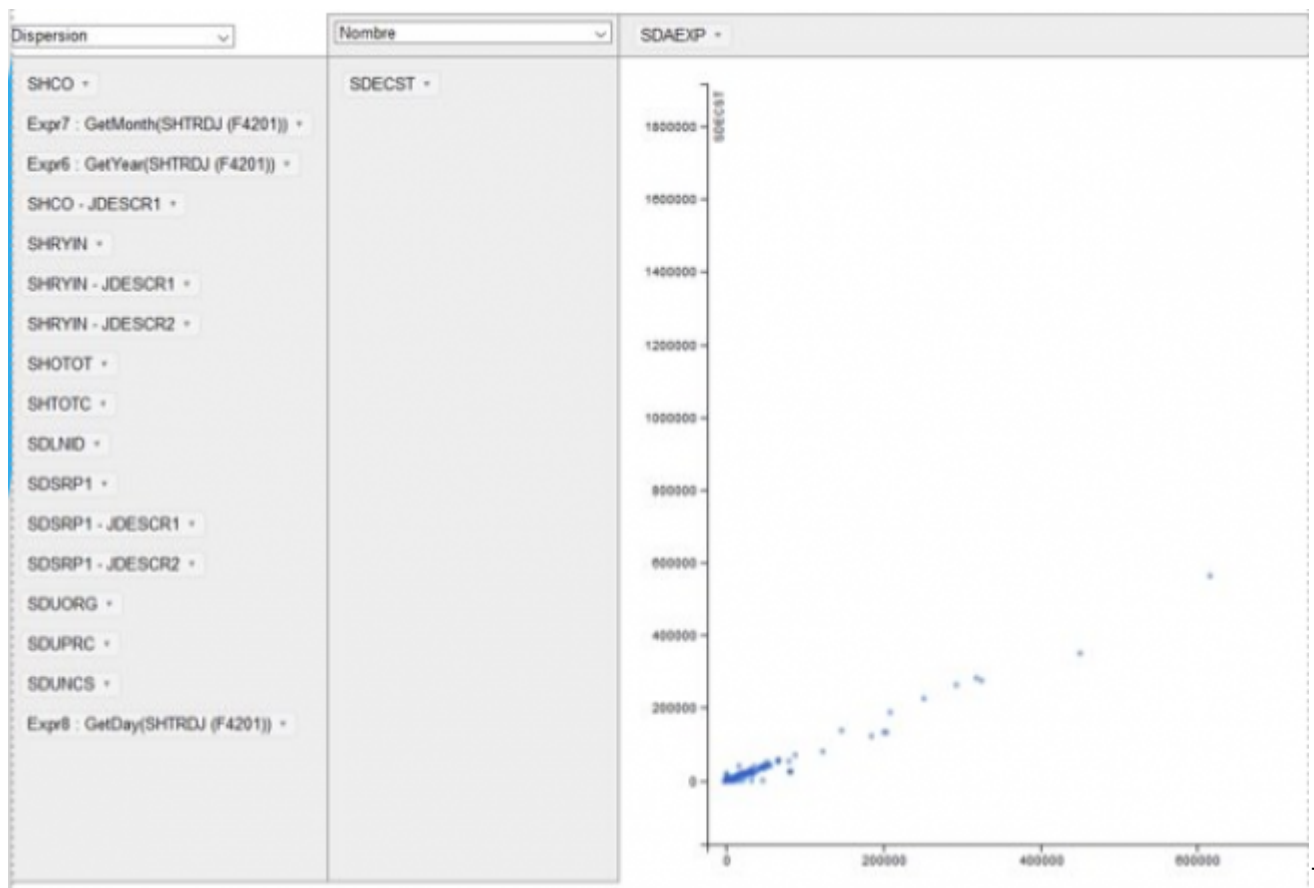 Dispersion
Nombre
SDAEXP
SHCO
SDECST
Expr7 : GetMonth(SHTRDJ (F4201))
Expr6 : GetYear(SHTRDJ (F4201))
SHCO - JDESCR1
SHRYIN
SHRYIN - JDESCR1
SHRYIN - JDESCR2
SHOTOT
SHTOTC
SDLNID
SDSRP1
SDSRP1 - JDESCR1
SDSRP1 - JDESCR2
SDUORG
SDUPRC
SDUNCS
Expr8 : GetDay(SHTRDJ (F4201))
SDECST
1800000
1600000
1400000
1200000
1000000
800000
600000
400000
200000
0
0
200000
400000
600000